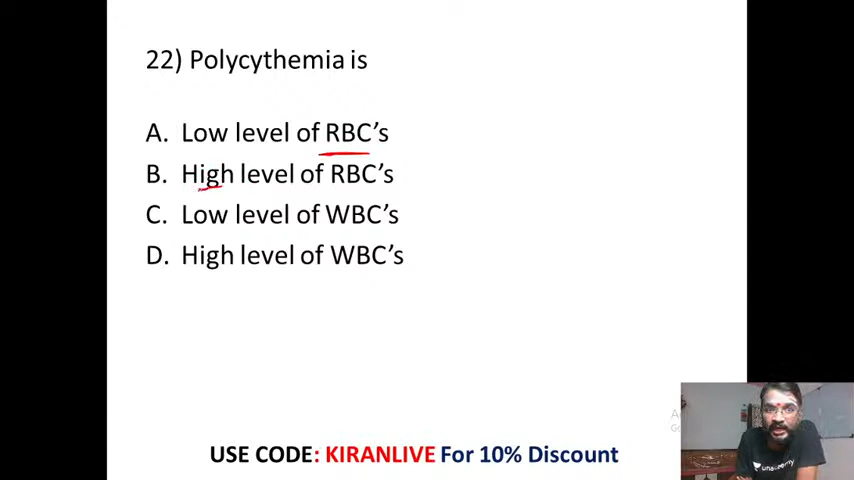 22) Polycythemia is
A. Low level of RBC's
B. High level of RBC's
C. Low level of WBC's
D. High level of WBC's
USE CODE: KIRANLIVE For 10% Discount
unacademy